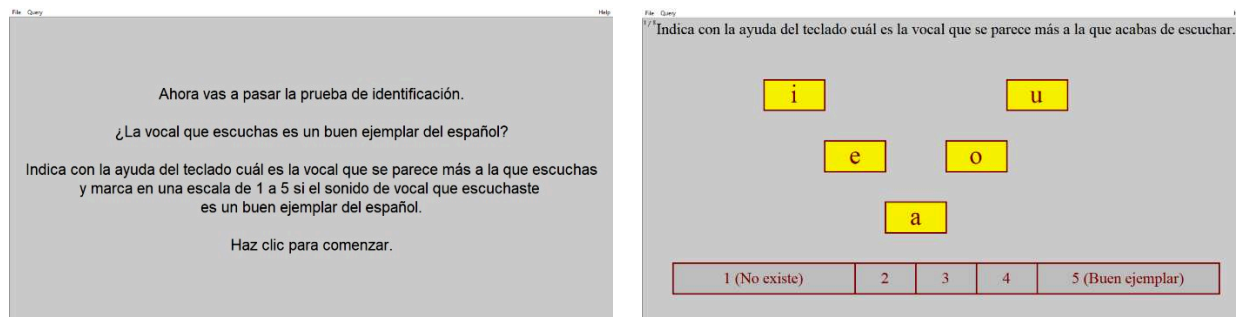 File Query Help
Ahora vas a pasar la prueba de identificación.
¿La vocal que escuchas es un buen ejemplar del español?
Indica con la ayuda del teclado cuál es la vocal que se parece más a la que escuchas
y marca en una escala de 1 a 5 si el sonido de vocal que escuchaste
es un buen ejemplar del español.
Haz clic para comenzar.
File Query
Indica con la ayuda del teclado cuál es la vocal que se parece más a la que acabas de escuchar.
i u
e o
a
1 (No existe) 2 3 4 5 (Buen ejemplar)